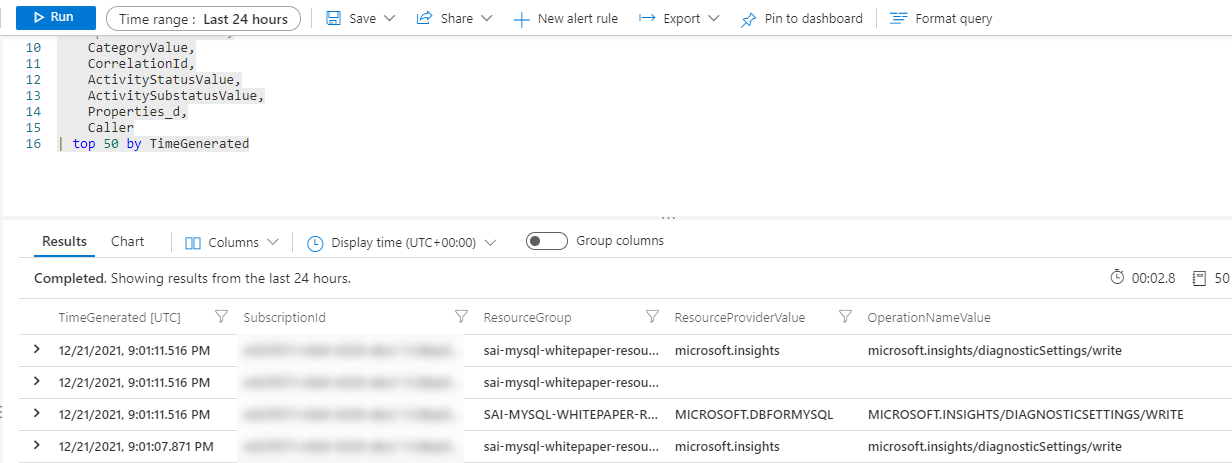 Run Time range : Last 24 hours Save Share New alert rule Export Pin to dashboard Format query
10 CategoryValue,
11 CorrelationId,
12 ActivityStatusValue,
13 ActivitySubstatusValue,
14 Properties_d,
15 Caller
16 | top 50 by TimeGenerated
Results Chart Columns Display time (UTC+00:00) Group columns
Completed. Showing results from the last 24 hours. 00:02.8 50
TimeGenerated [UTC] SubscriptionId ResourceGroup ResourceProviderValue OperationNameValue
12/21/2021, 9:01:11.516 PM sai-mysql-whitepaper-resou... microsoft.insights microsoft.insights/diagnosticSettings/write
12/21/2021, 9:01:11.516 PM sai-mysql-whitepaper-resou...
12/21/2021, 9:01:11.516 PM SAI-MYSQL-WHITEPAPER-R... MICROSOFT.DBFORMYSQL MICROSOFT.INSIGHTS/DIAGNOSTICSETTINGS/WRITE
12/21/2021, 9:01:07.871 PM sai-mysql-whitepaper-resou... microsoft.insights microsoft.insights/diagnosticSettings/write